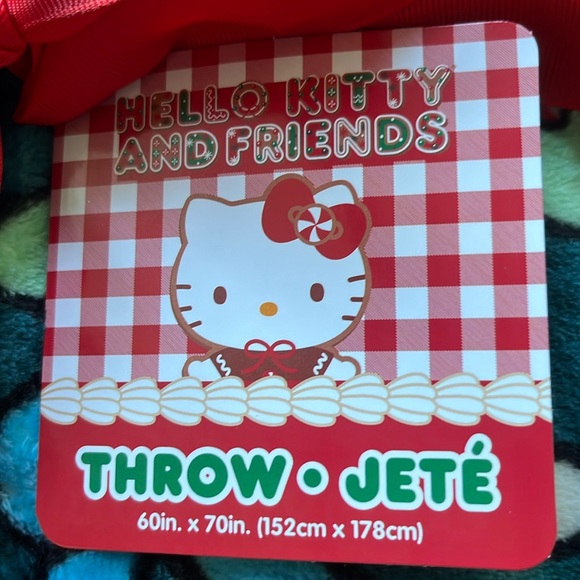 HELLO KITTY
AND FRIENDS
THROW • JETÉ
60in. x 70in. (152cm x 178cm)